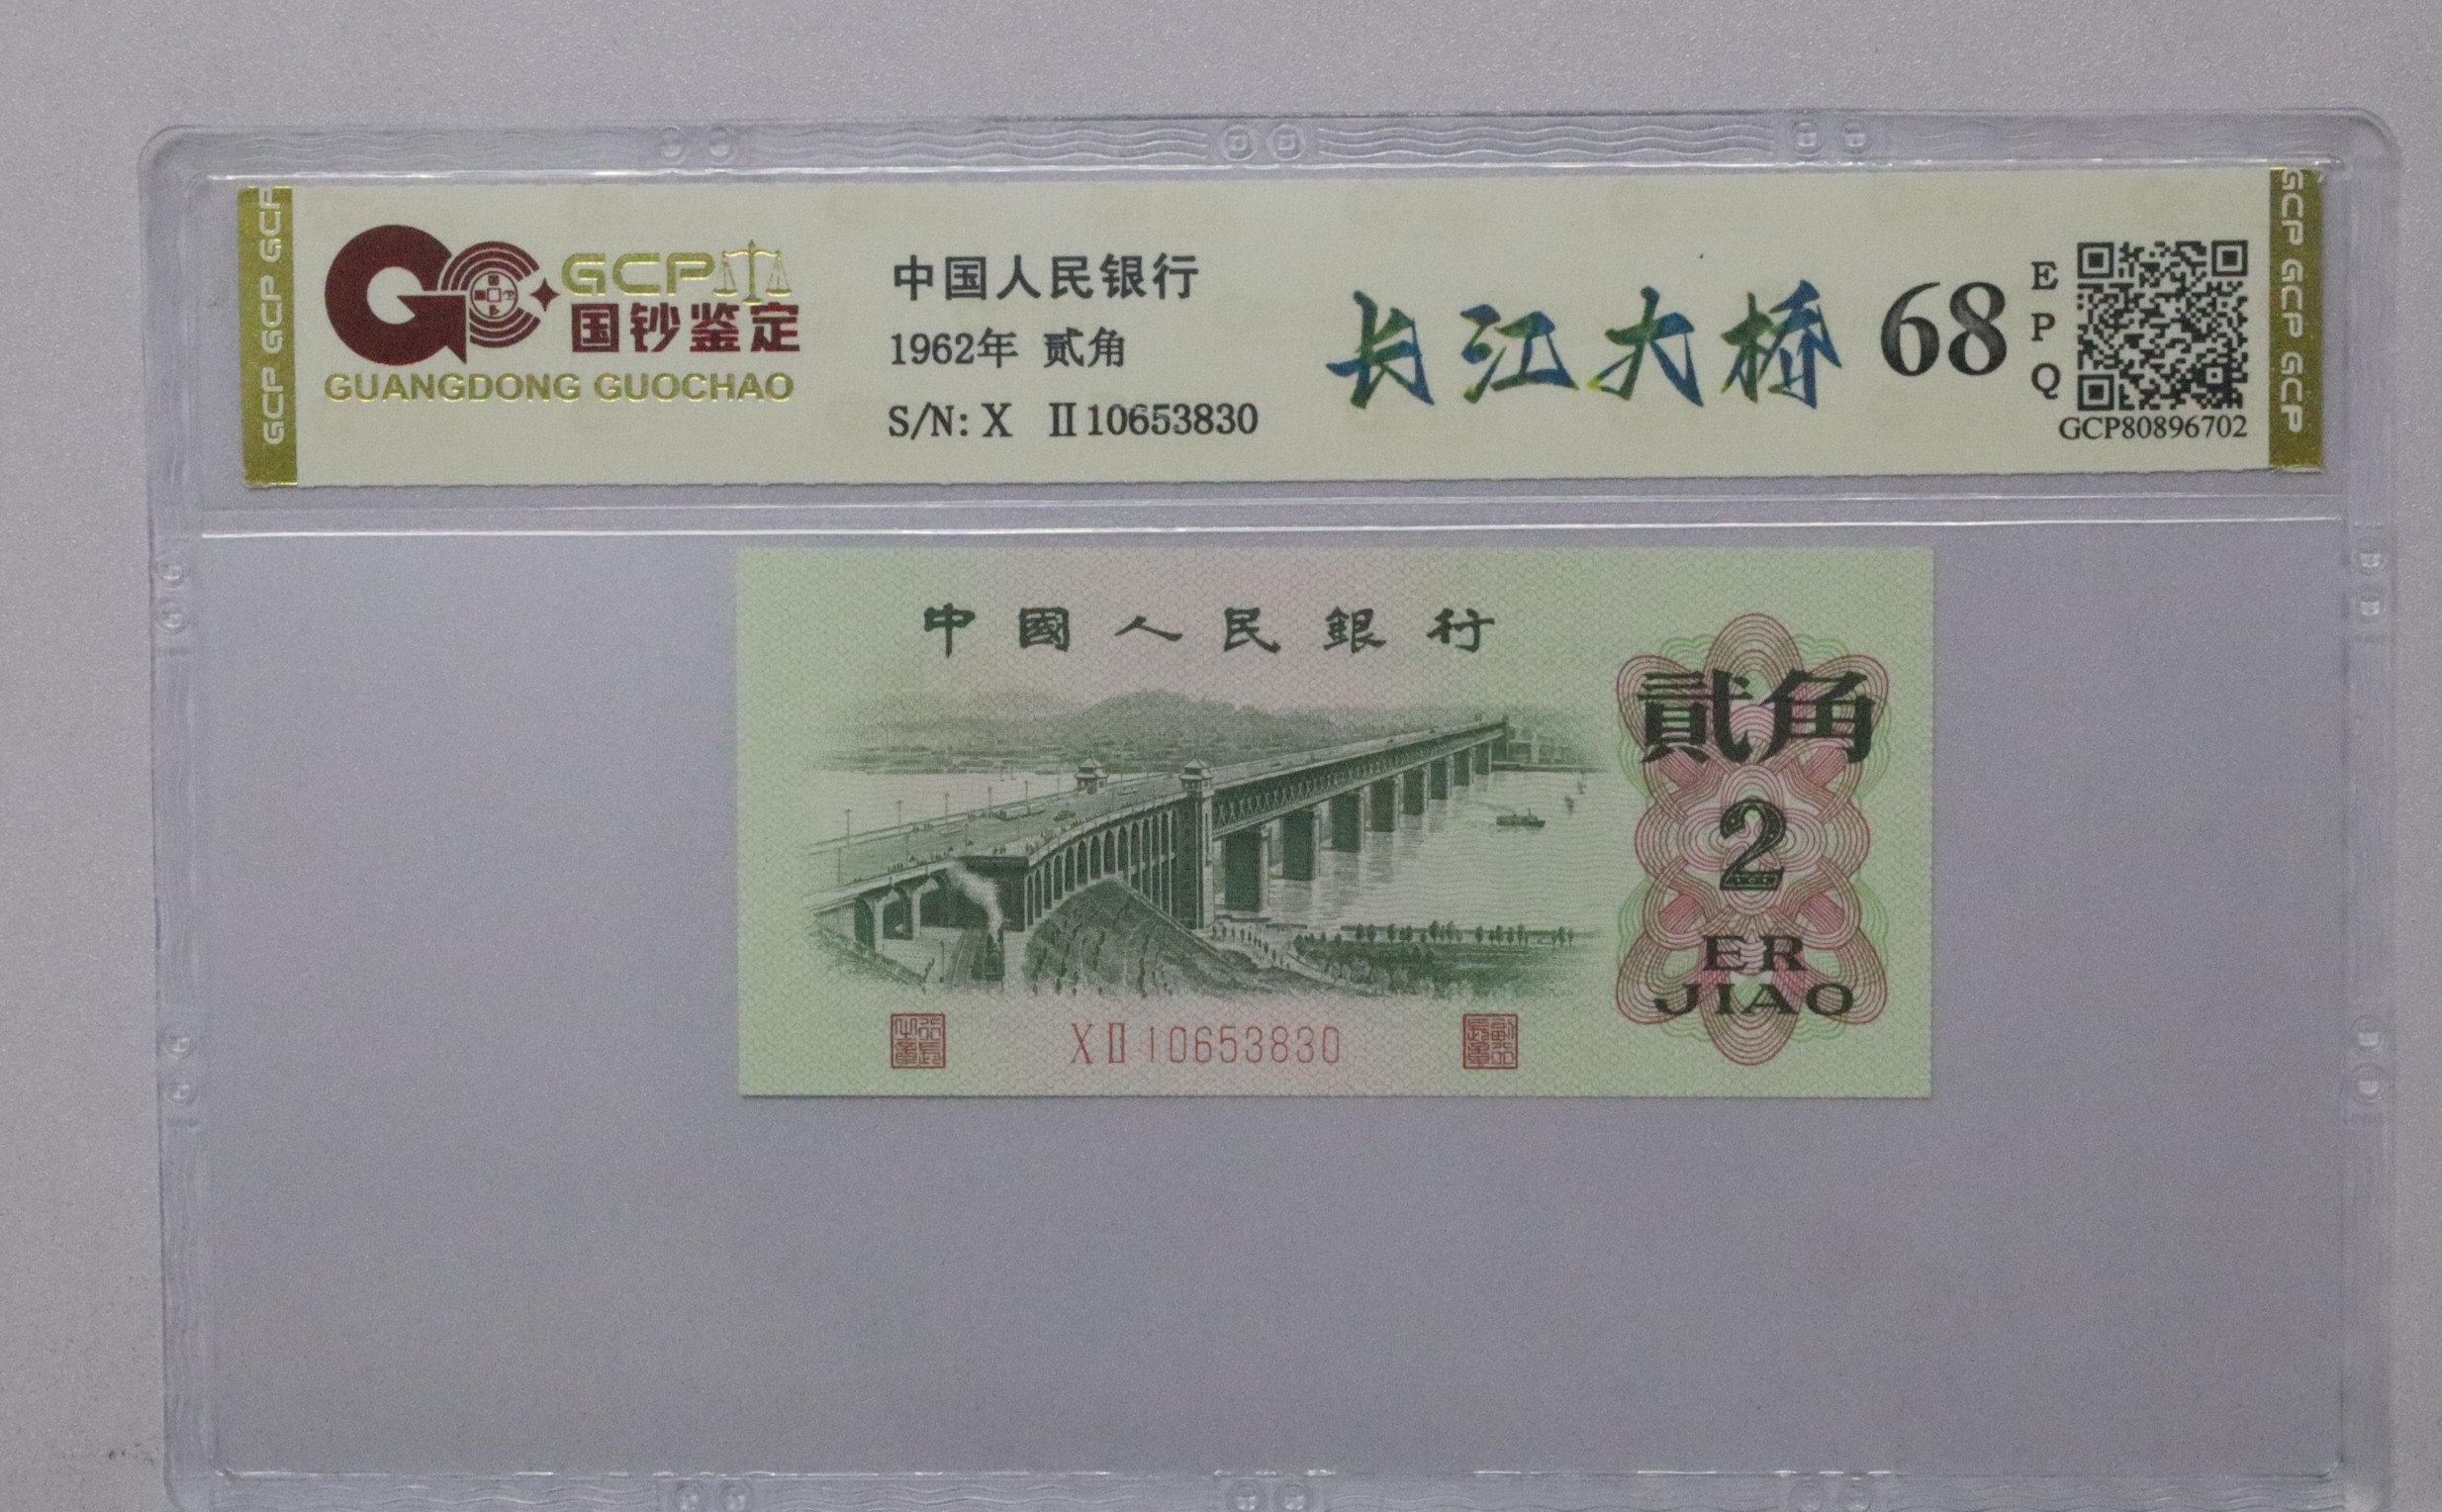 GCP GCP GCP
GCP
国钞鉴定
GUANGDONG GUOCHAO
中国人民银行
1962年 贰角
S/N: X Ⅱ10653830
长江大桥
68
EPQ
GCP80896702
GCP GCP GCP
中國人民銀行
貳角
2
ER
JIAO
XⅡ10653830